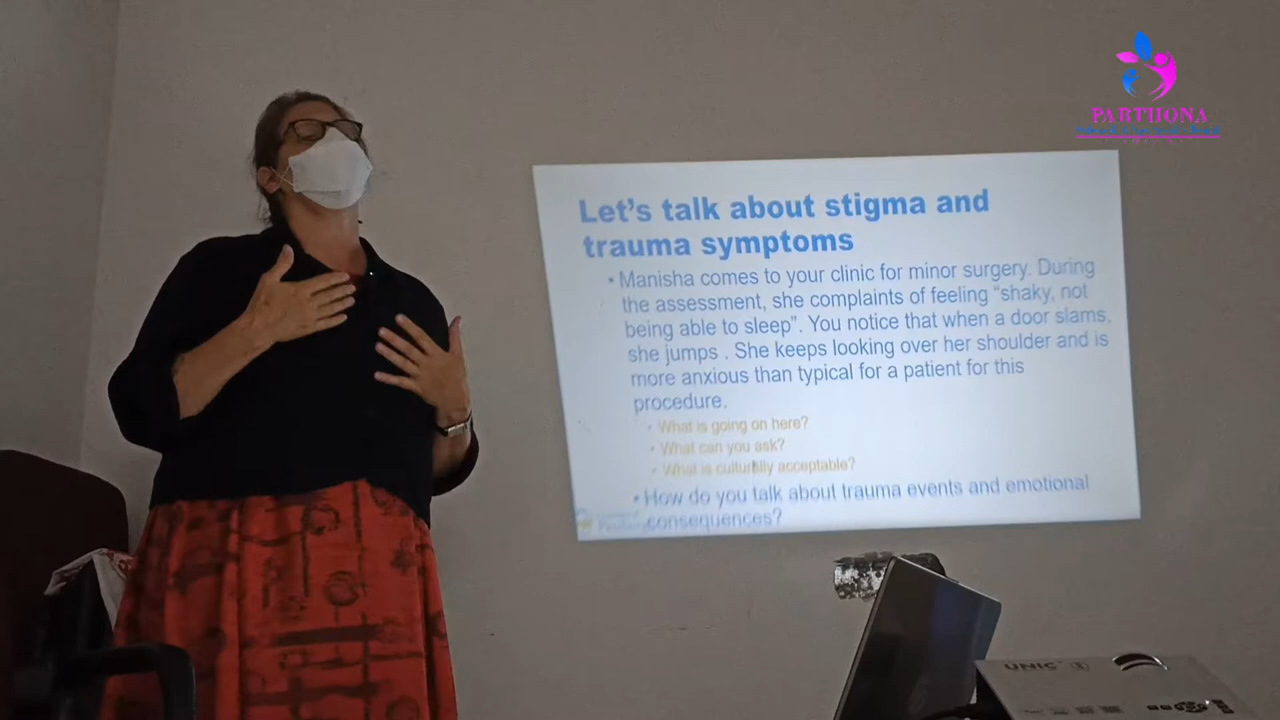 PARTHONA
Let's talk about stigma and
trauma symptoms
• Manisha comes to your clinic for minor surgery. During
the assessment, she complaints of feeling "shaky, not
being able to sleep". You notice that when a door slams,
she jumps . She keeps looking over her shoulder and is
more anxious than typical for a patient for this
procedure.
• What is going on here?
• What can you ask?
• What is culturally acceptable?
• How do you talk about trauma events and emotional
consequences?
UNIC